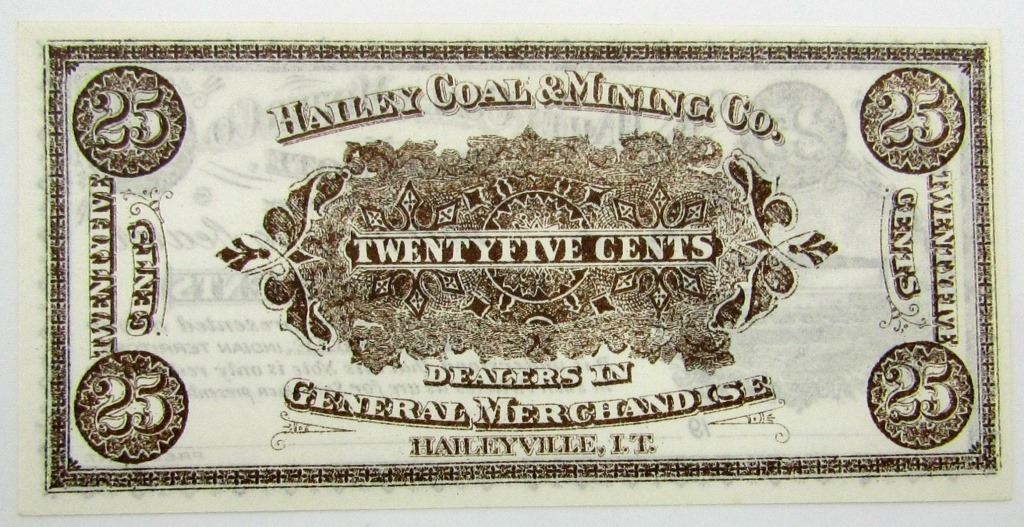 HAILEY COAL & MINING CO.
25
25
TWENTYFIVE
CENTS
TWENTYFIVE CENTS
CENTS
TWENTYFIVE
25
25
DEALERS IN
GENERAL MERCHANDISE
HAILEYVILLE, I.T.